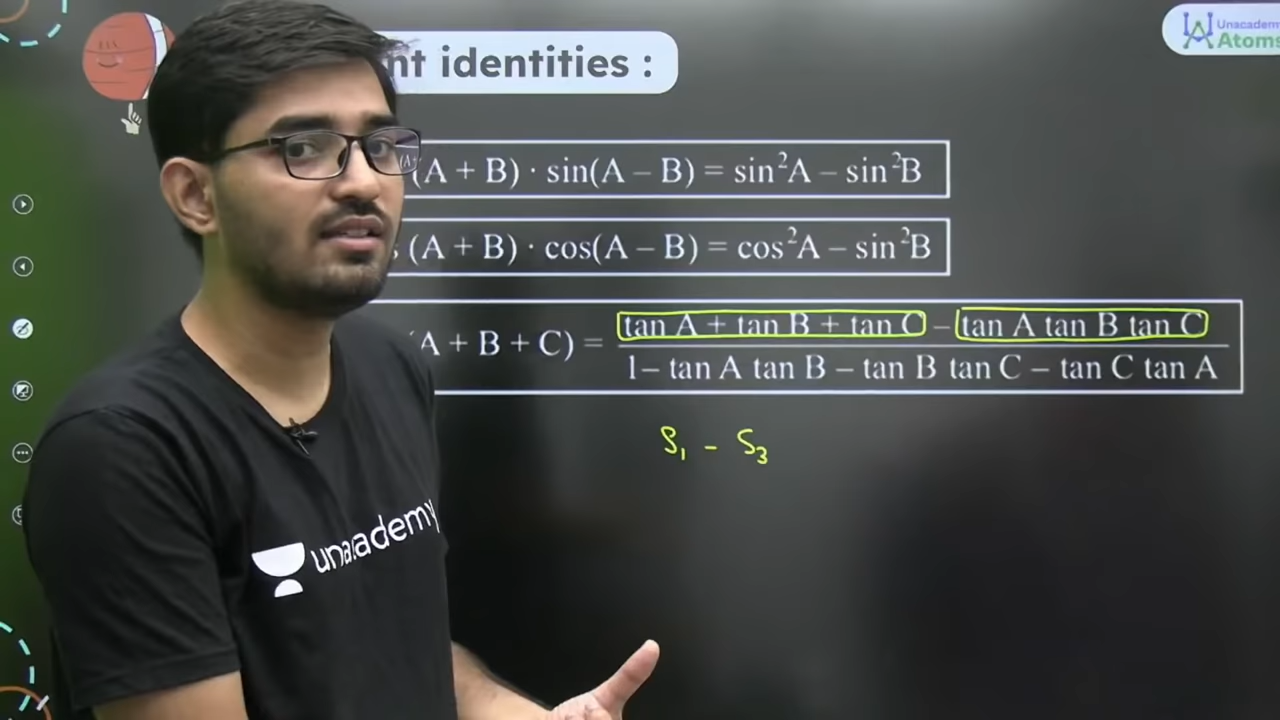 Unacademy
Atoms
nt identities :
(A + B) · sin(A – B) = sin²A – sin²B
(A + B) · cos(A – B) = cos²A – sin²B
A + B + C) = \frac{tan A + tan B + tan C – tan A tan B tan C}{1– tan A tan B – tan B tan C – tan C tan A}
S₁ - S₃
unacademy